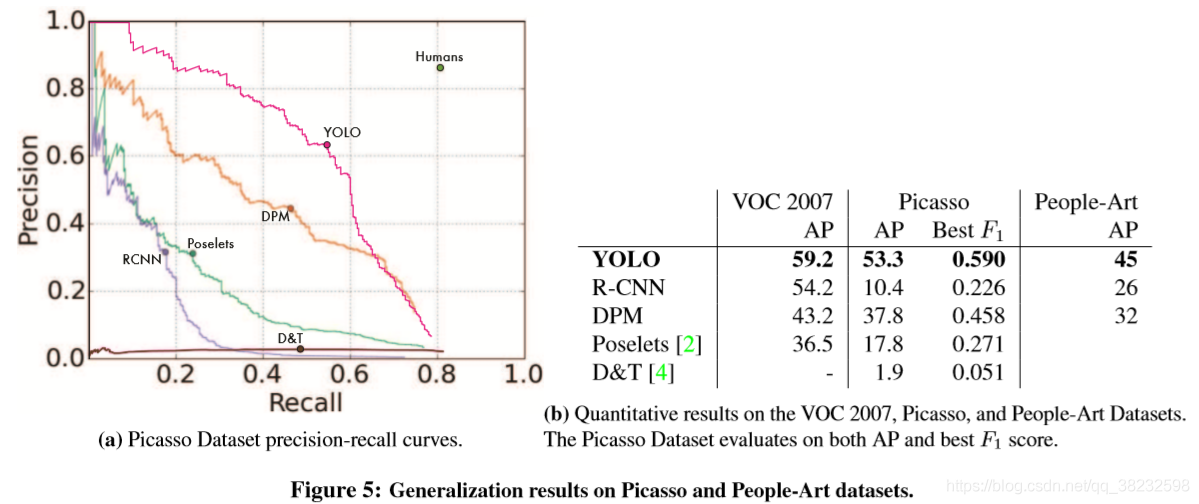 1.0
0.8
0.6
0.4
0.2
0.0
Precision
0.2 0.4 0.6 0.8 1.0
Recall
Humans
YOLO
DPM
Poselets
RCNN
D&T
(a) Picasso Dataset precision-recall curves.
VOC 2007 Picasso People-Art
AP AP Best F1 AP
YOLO 59.2 53.3 0.590 45
R-CNN 54.2 10.4 0.226 26
DPM 43.2 37.8 0.458 32
Poselets [2] 36.5 17.8 0.271
D&T [4] - 1.9 0.051
(b) Quantitative results on the VOC 2007, Picasso, and People-Art Datasets.
The Picasso Dataset evaluates on both AP and best F1 score.
Figure 5: Generalization results on Picasso and People-Art datasets.
https://blog.csdn.net/qq_38232598